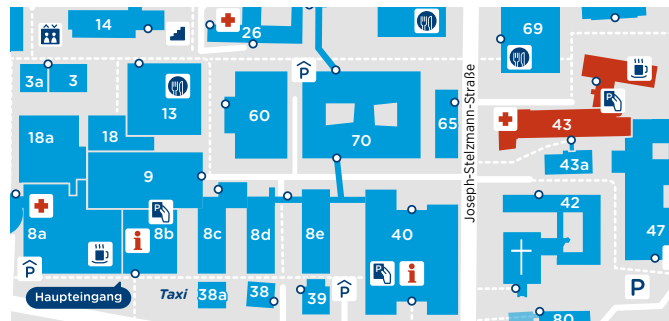 14
26
69
3a
3
13
60
70
65
43
18a
18
43a
9
42
8a
8b
8c
8d
8e
40
47
Joseph-Stelzmann-Straße
P
P
P
P
P
P
i
i
Haupteingang
Taxi
38a
38
39
80